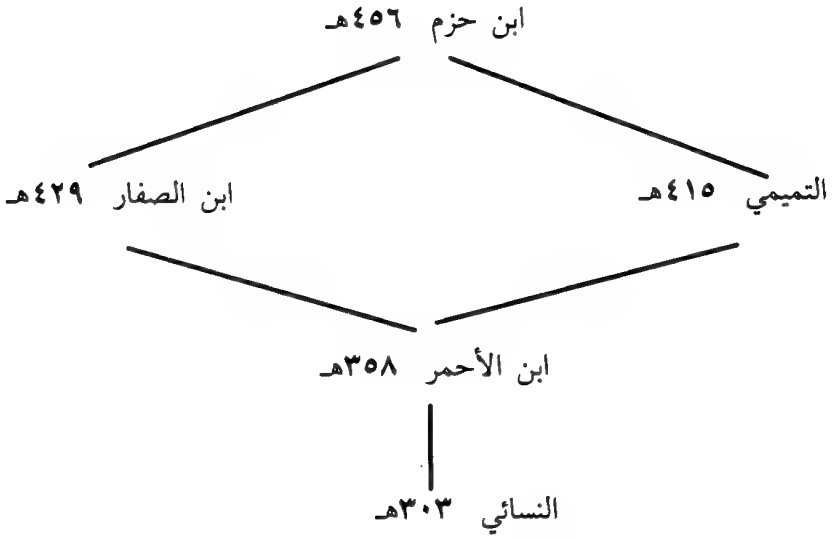 ابن حزم ٤٥٦هـ
التميمي ٤١٥هـ
ابن الصفار ٤٢٩هـ
ابن الأحمر ٣٥٨هـ
النسائي ٣٠٣هـ